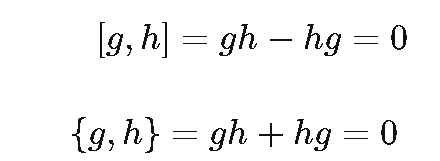 [g, h] = gh − hg = 0
{g, h} = gh + hg = 0